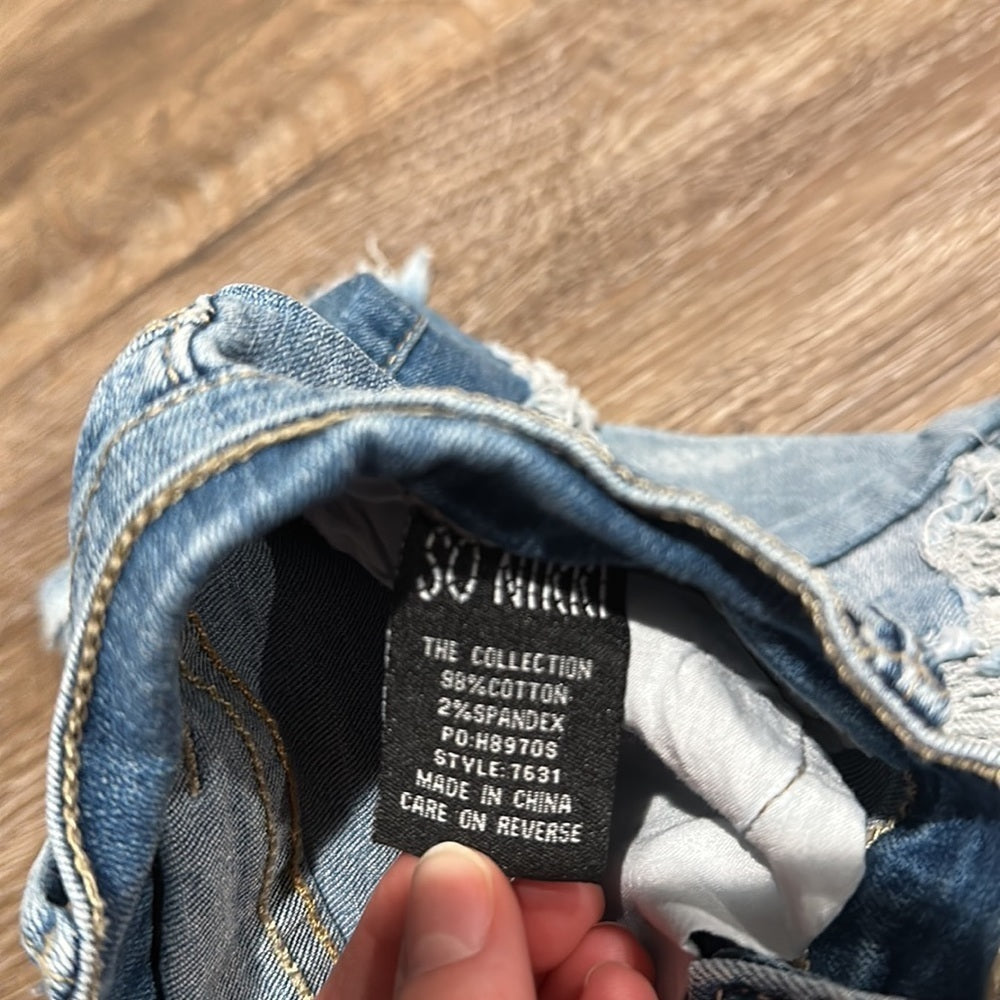 SO NIKKI
THE COLLECTION
98%COTTON
2%SPANDEX
PO:H8970S
STYLE:7631
MADE IN CHINA
CARE ON REVERSE